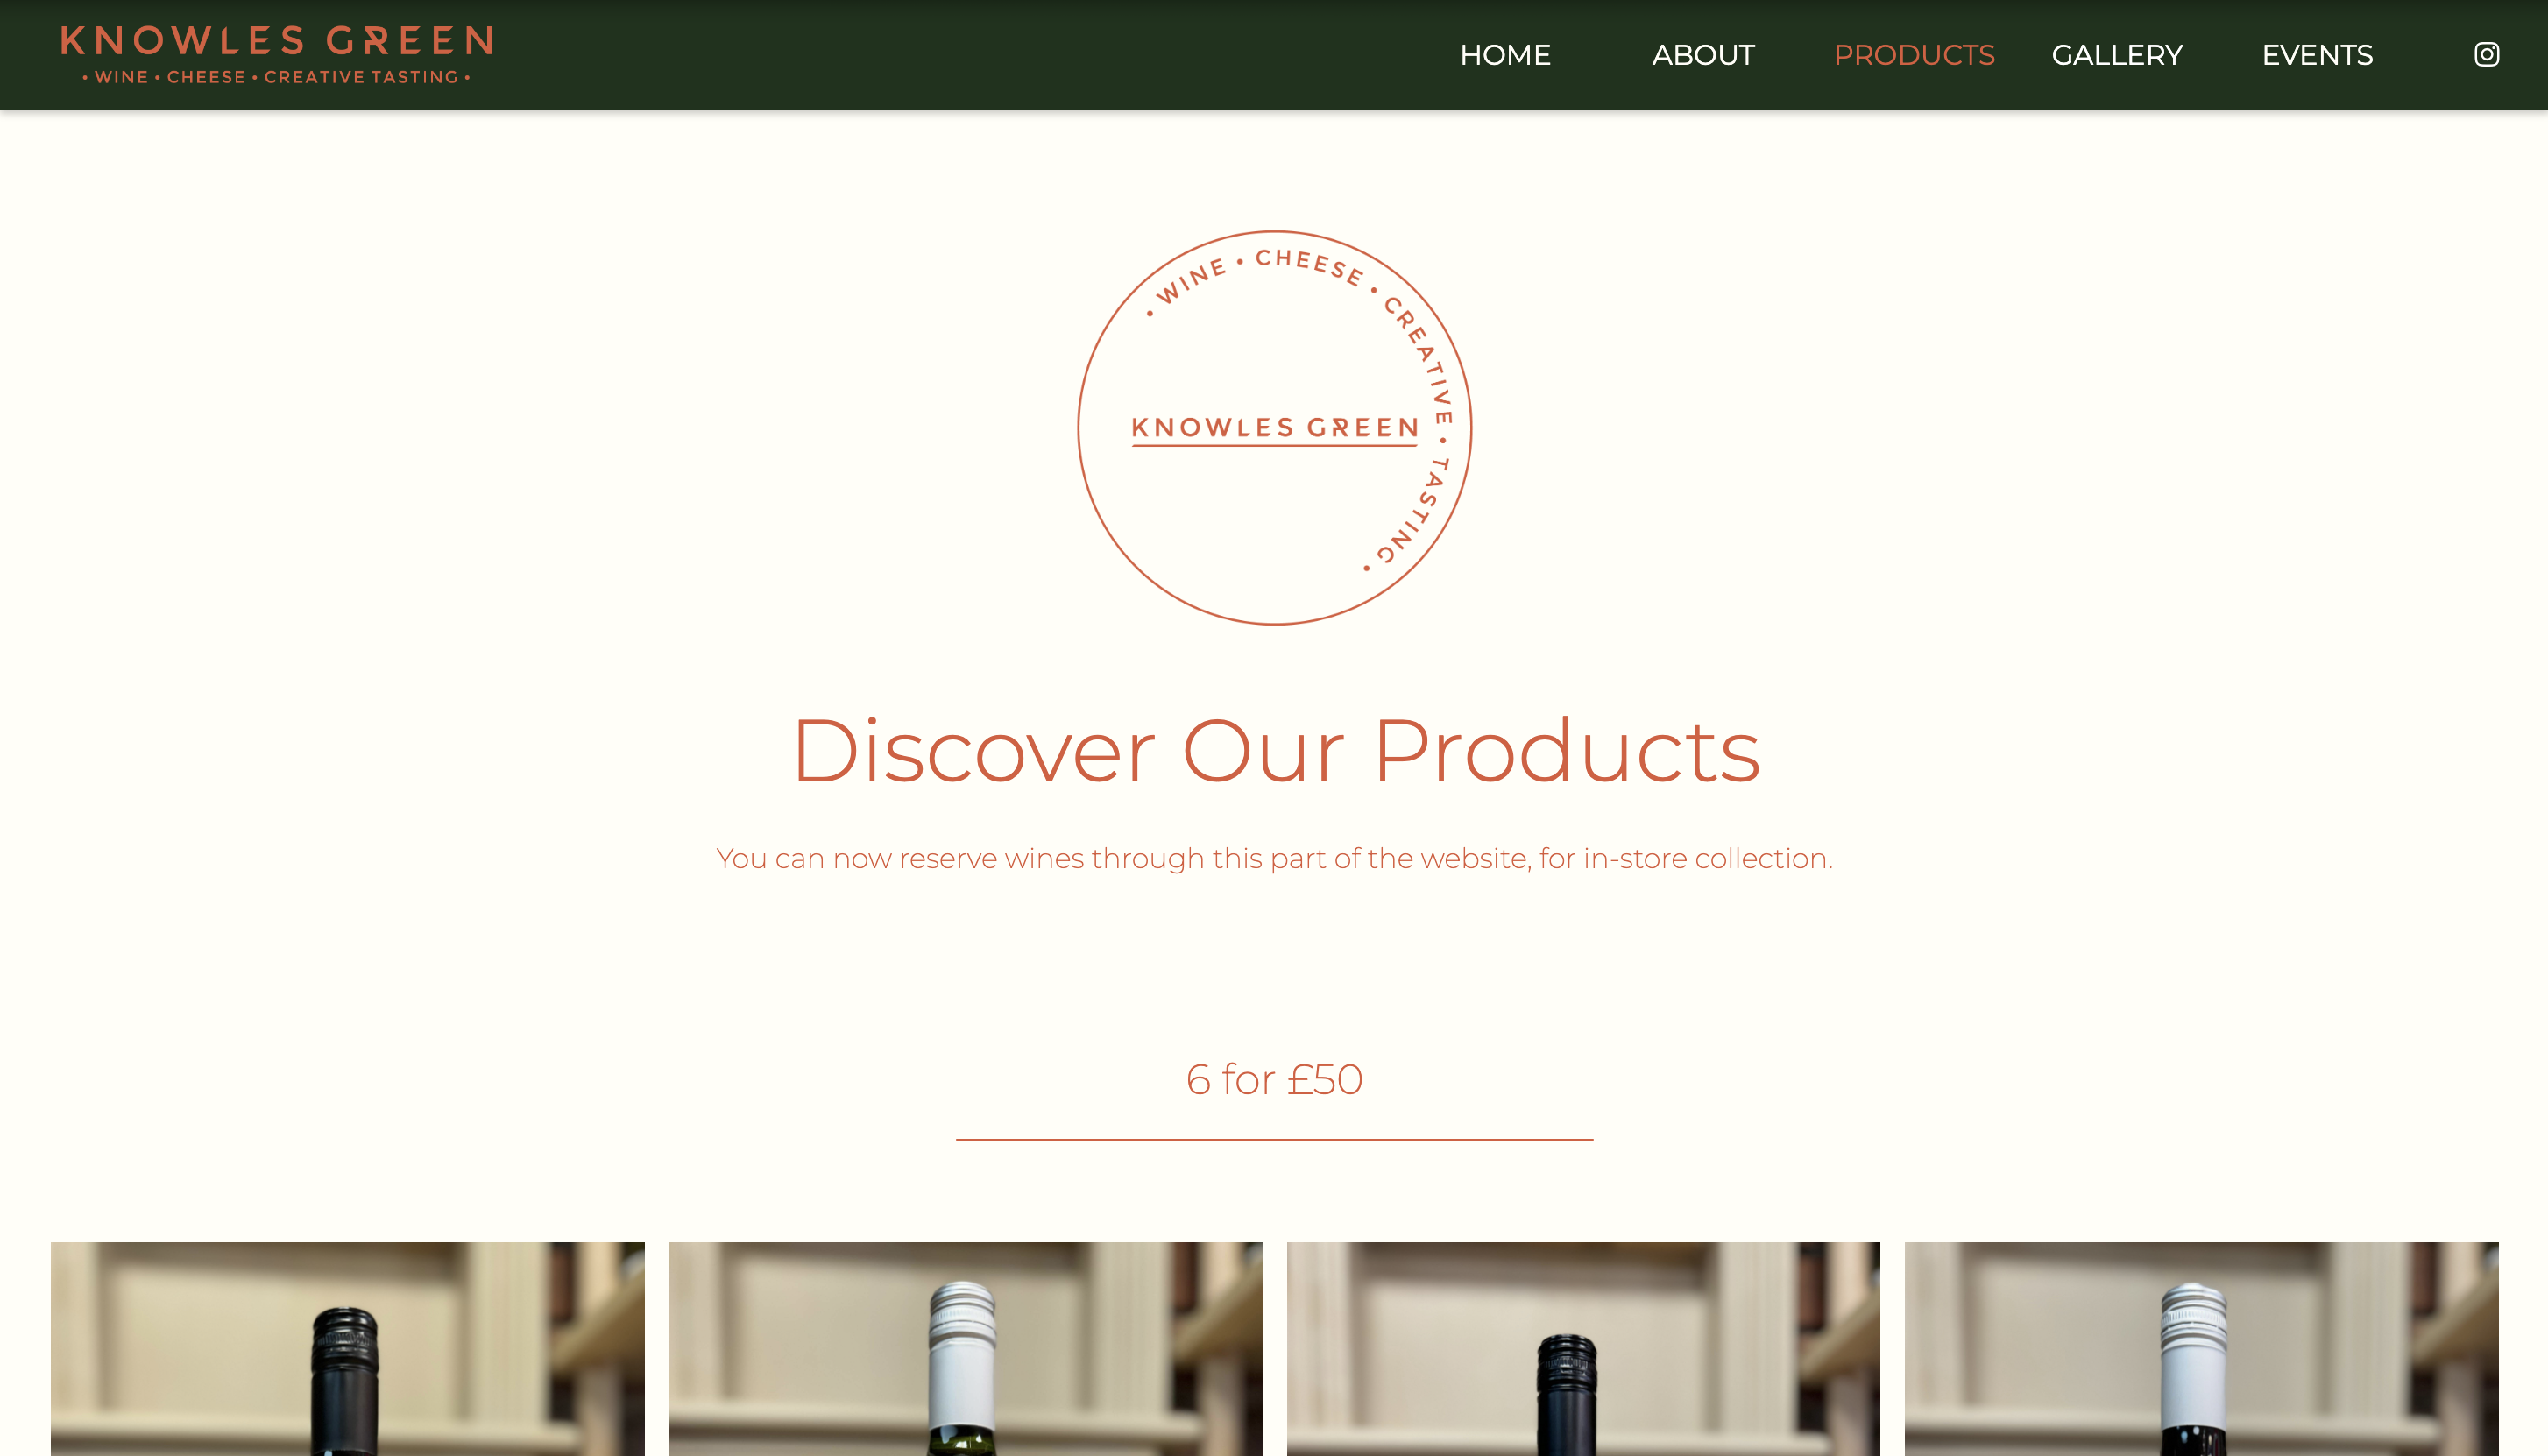 KNOWLES GREEN
• WINE • CHEESE • CREATIVE TASTING •
HOME ABOUT PRODUCTS GALLERY EVENTS
• WINE • CHEESE • CREATIVE • TASTING •
KNOWLES GREEN
Discover Our Products
You can now reserve wines through this part of the website, for in-store collection.
6 for £50